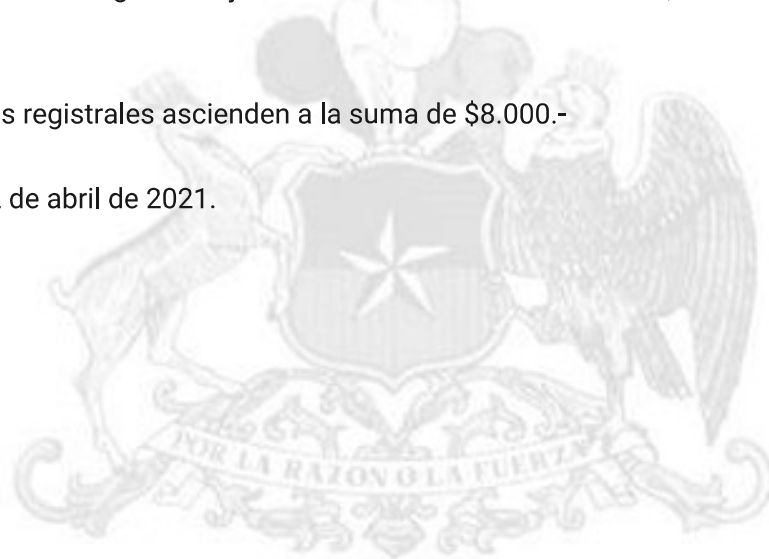 s registrales ascienden a la suma de $8.000.-
de abril de 2021.
POR LA RAZON O LA FUERZA